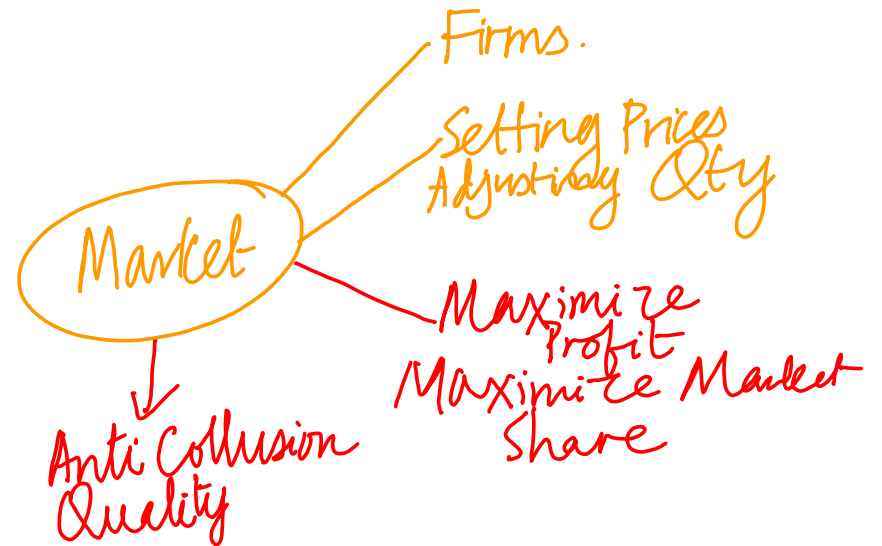 Firms.
Setting Prices
Adjusting Qty
Market
Maximize
Profit
Maximize Market
Share
Anti Collusion
Quality